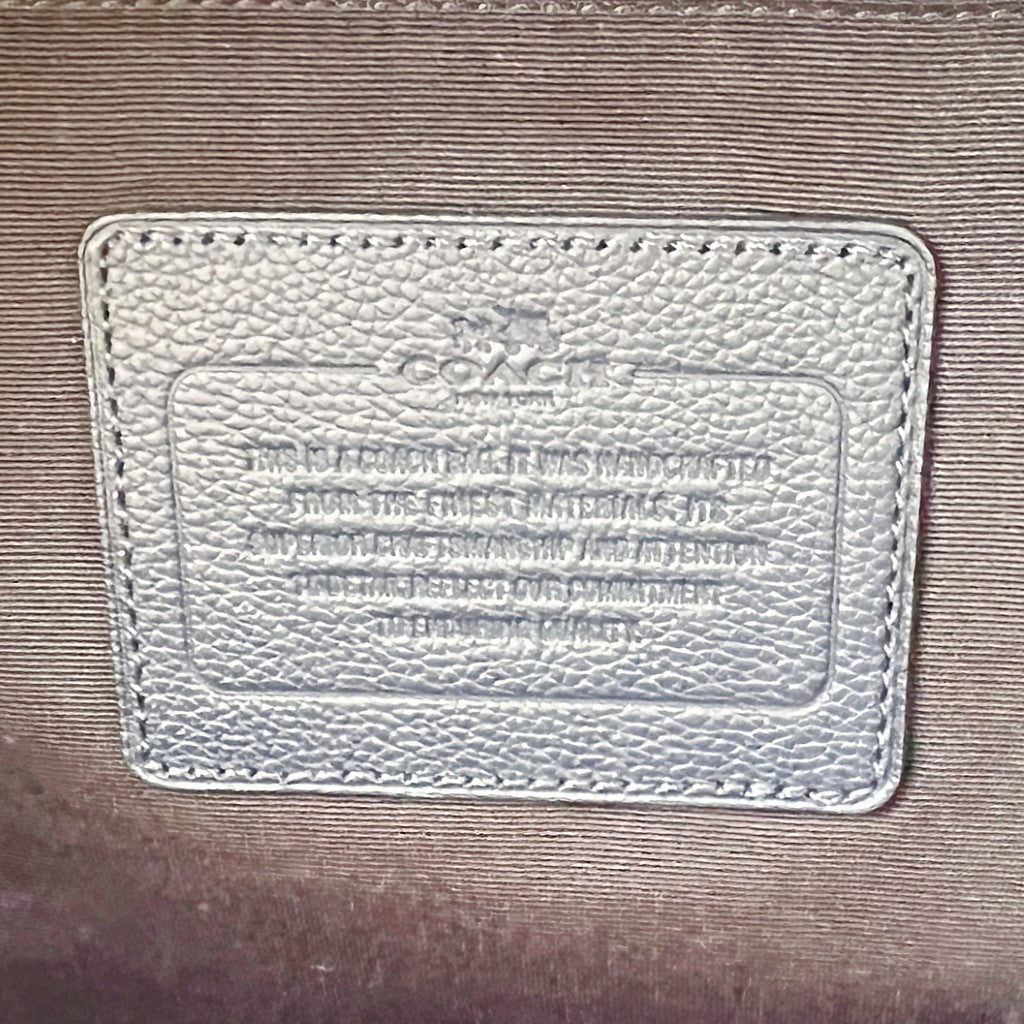 COACH
NEW YORK
THIS IS A COACH BAG. IT WAS HANDCRAFTED
FROM THE FINEST MATERIALS. ITS
SUPERIOR CRAFTSMANSHIP AND ATTENTION
TO DETAIL REFLECT OUR COMMITMENT
TO ENDURING QUALITY.